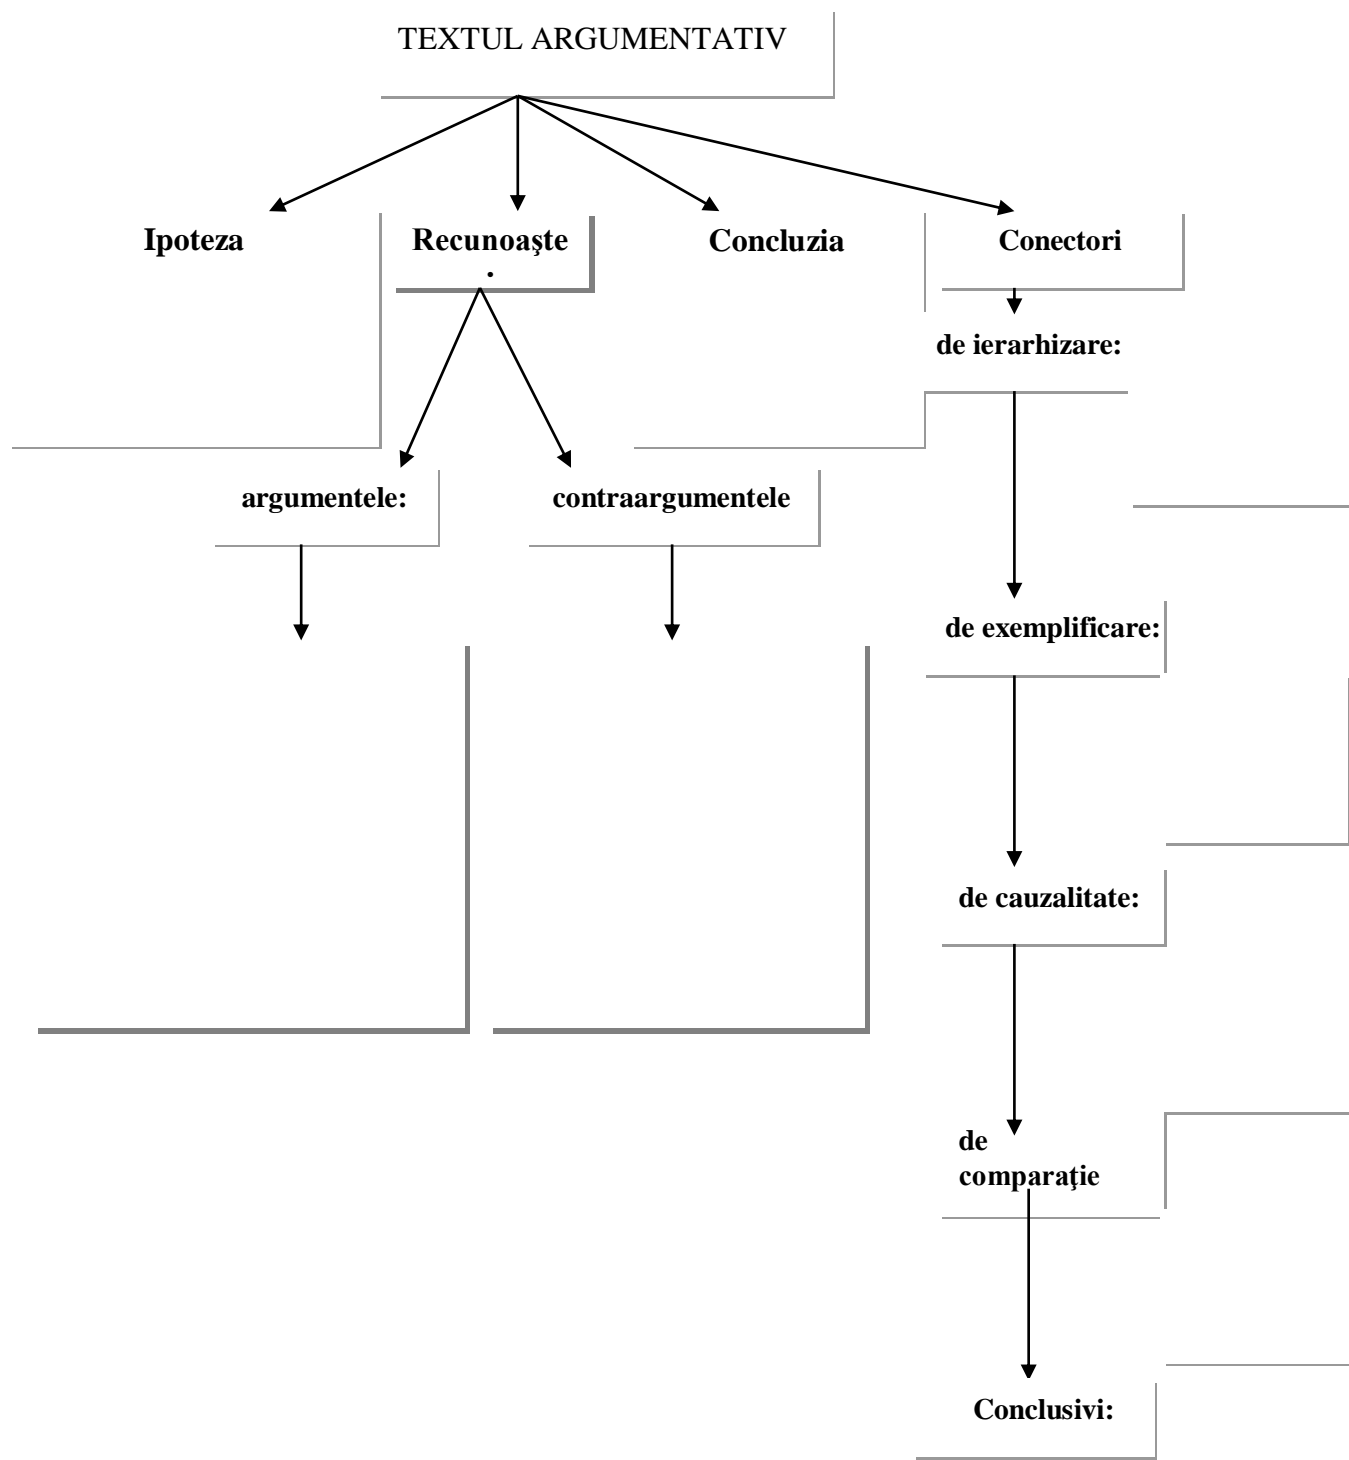 TEXTUL ARGUMENTATIV
Ipoteza
Recunoaşte
.
Concluzia
Conectori
de ierarhizare:
argumentele:
contraargumentele
de exemplificare:
de cauzalitate:
de
comparaţie
Conclusivi: